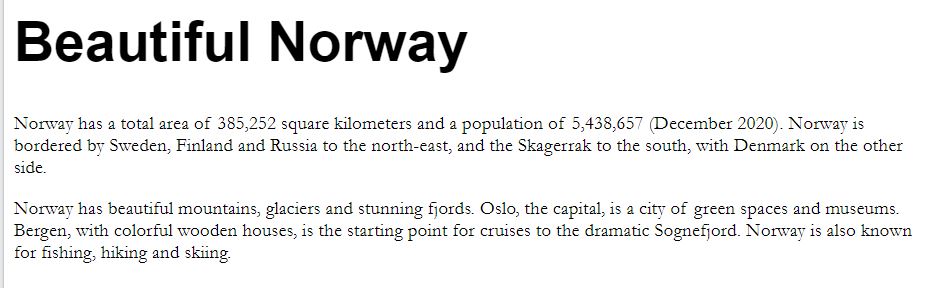 Beautiful Norway
Norway has a total area of 385,252 square kilometers and a population of 5,438,657 (December 2020). Norway is
bordered by Sweden, Finland and Russia to the north-east, and the Skagerrak to the south, with Denmark on the other
side.
Norway has beautiful mountains, glaciers and stunning fjords. Oslo, the capital, is a city of green spaces and museums.
Bergen, with colorful wooden houses, is the starting point for cruises to the dramatic Sognefjord. Norway is also known
for fishing, hiking and skiing.